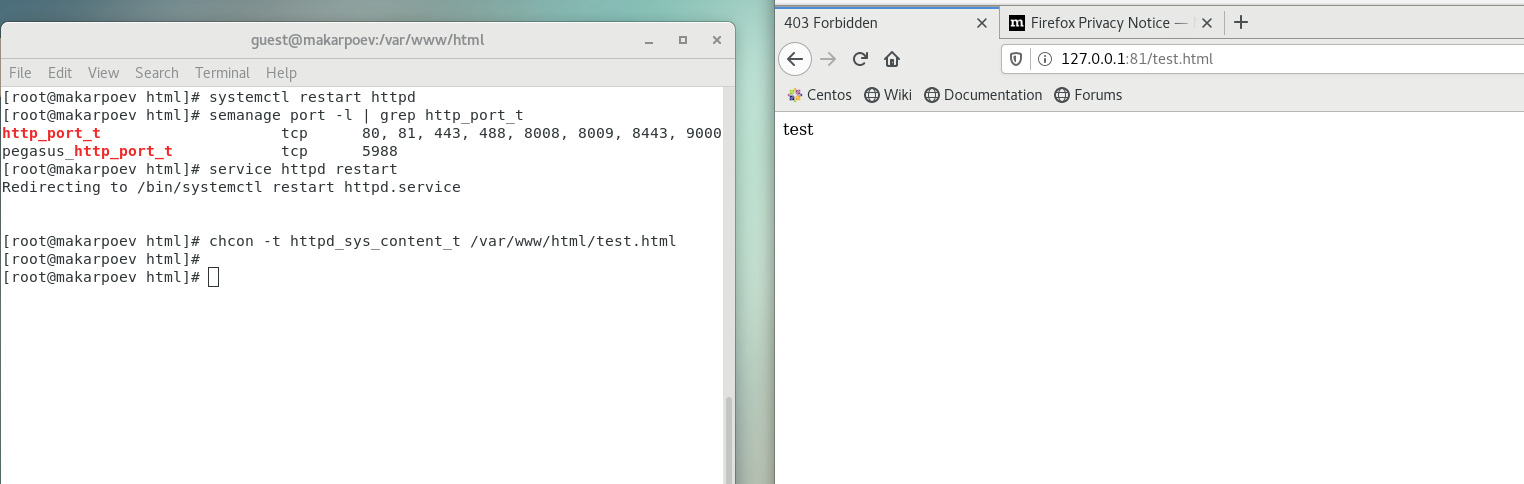 guest@makarpoev:/var/www/html
File Edit View Search Terminal Help
[root@makarpoev html]# systemctl restart httpd
[root@makarpoev html]# semanage port -l | grep http_port_t
http_port_t                    tcp      80, 81, 443, 488, 8008, 8009, 8443, 9000
pegasus_http_port_t            tcp      5988
[root@makarpoev html]# service httpd restart
Redirecting to /bin/systemctl restart httpd.service
[root@makarpoev html]# chcon -t httpd_sys_content_t /var/www/html/test.html
[root@makarpoev html]#
[root@makarpoev html]#
403 Forbidden
m Firefox Privacy Notice —
127.0.0.1:81/test.html
Centos Wiki Documentation Forums
test